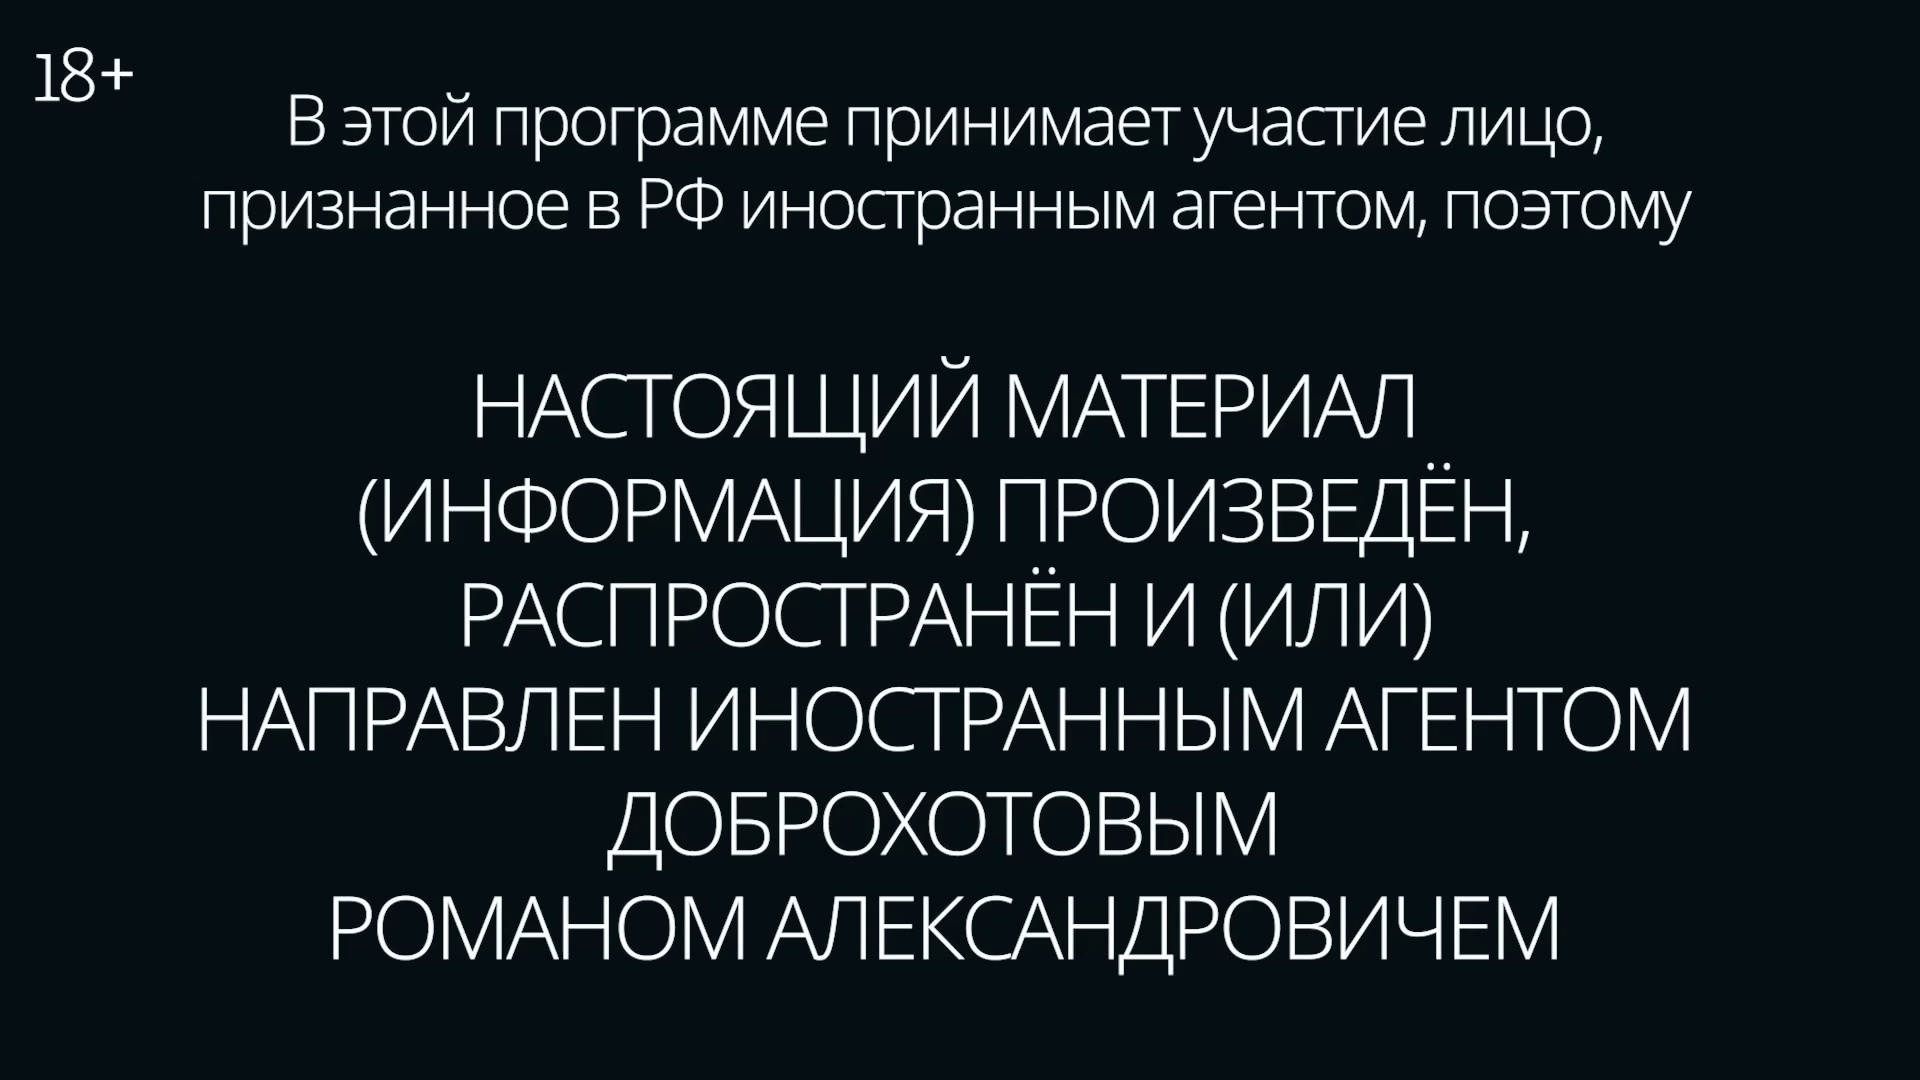 18+
В этой программе принимает участие лицо,
признанное в РФ иностранным агентом, поэтому
НАСТОЯЩИЙ МАТЕРИАЛ
(ИНФОРМАЦИЯ) ПРОИЗВЕДЁН,
РАСПРОСТРАНЁН И (ИЛИ)
НАПРАВЛЕН ИНОСТРАННЫМ АГЕНТОМ
ДОБРОХОТОВЫМ
РОМАНОМ АЛЕКСАНДРОВИЧЕМ